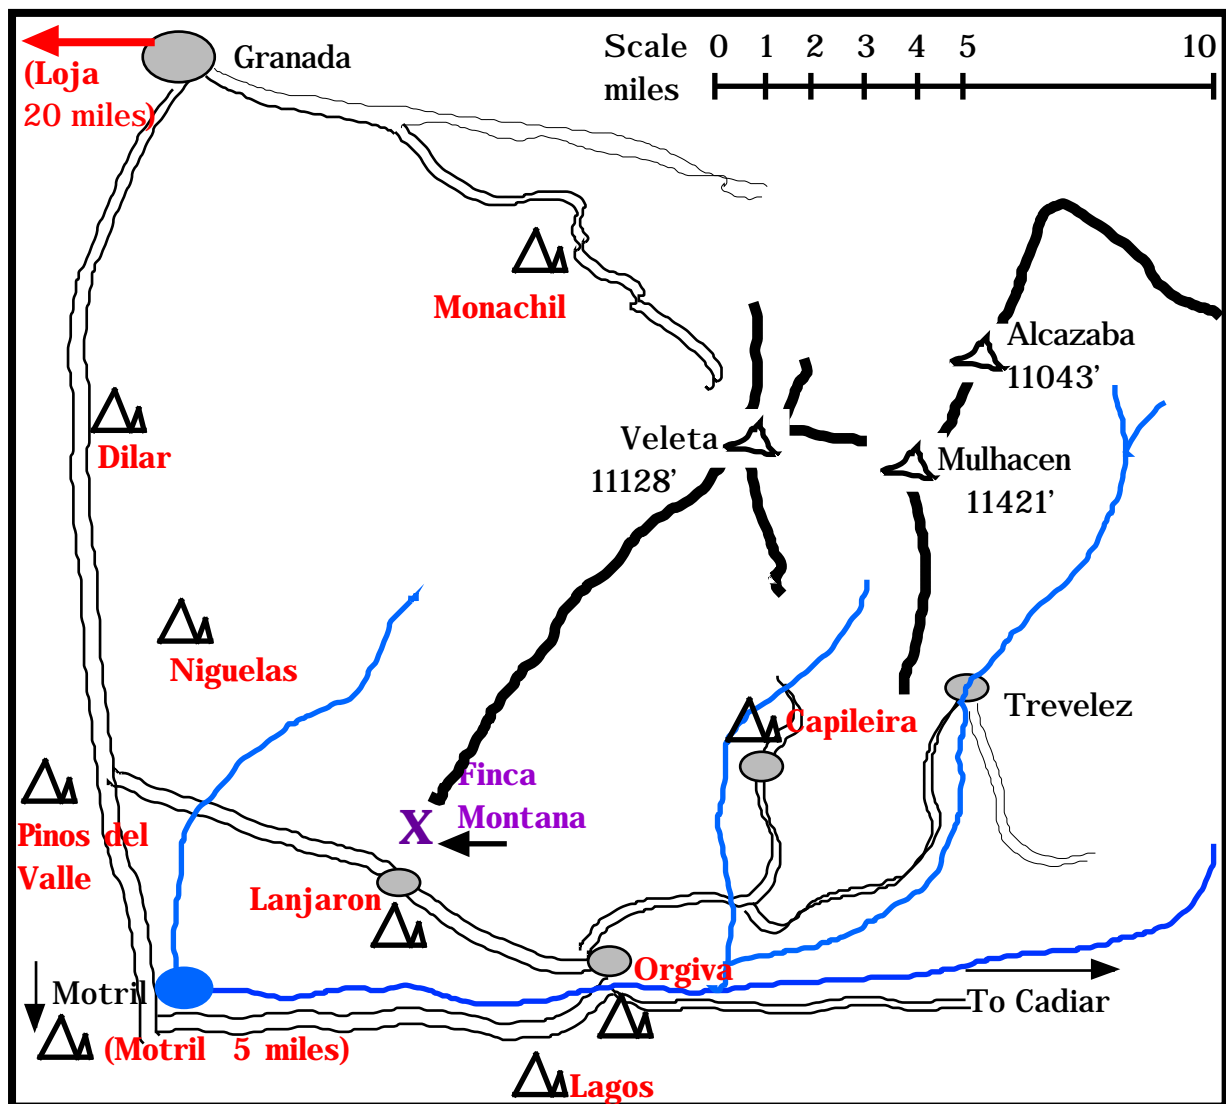 Granada
Scale 0 1 2 3 4 5 10
miles
(Loja
20 miles)
Monachil
Alcazaba
11043’
Dilar
Veleta
11128’
Mulhacen
11421’
Niguelas
Capileira
Trevelez
Finca
Montana
X
Pinos del
Valle
Lanjaron
Orgiva
Motril
To Cadiar
(Motril 5 miles)
Lagos